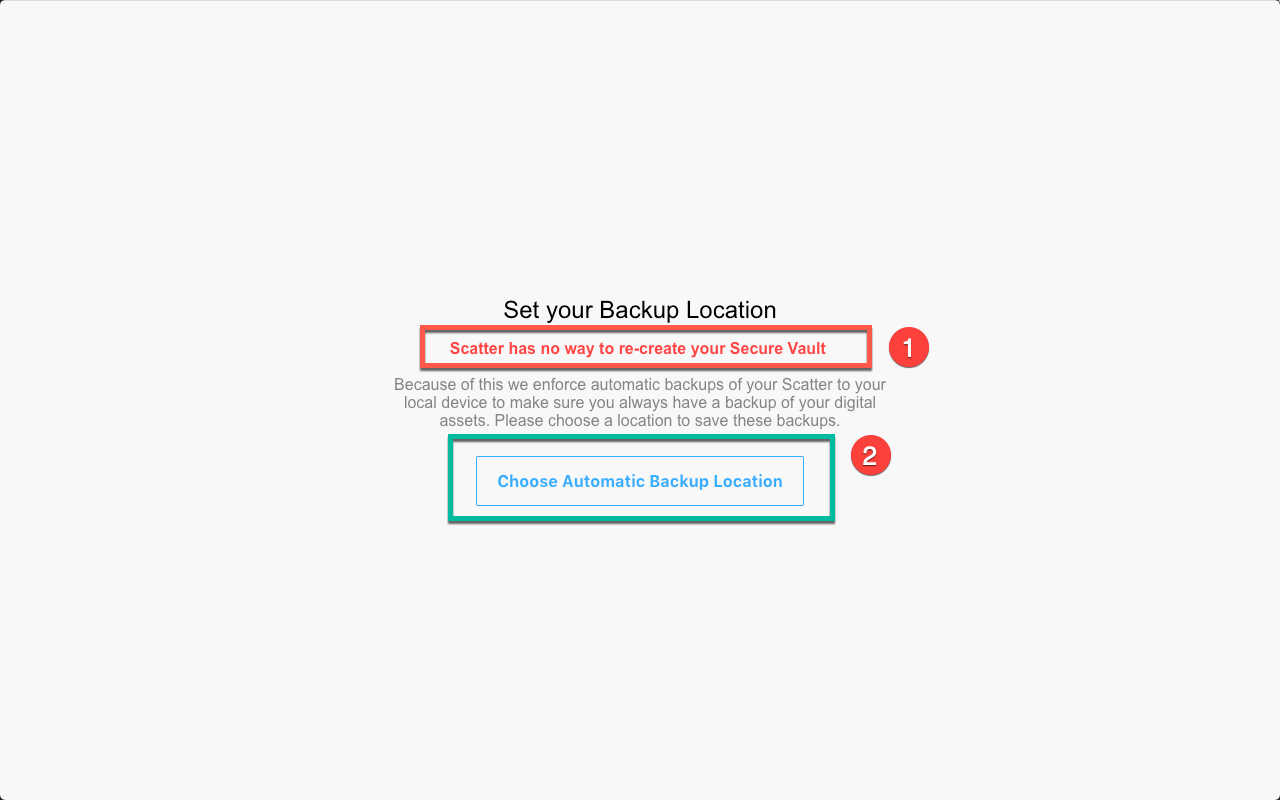 Set your Backup Location
Scatter has no way to re-create your Secure Vault
1
Because of this we enforce automatic backups of your Scatter to your
local device to make sure you always have a backup of your digital
assets. Please choose a location to save these backups.
2
Choose Automatic Backup Location